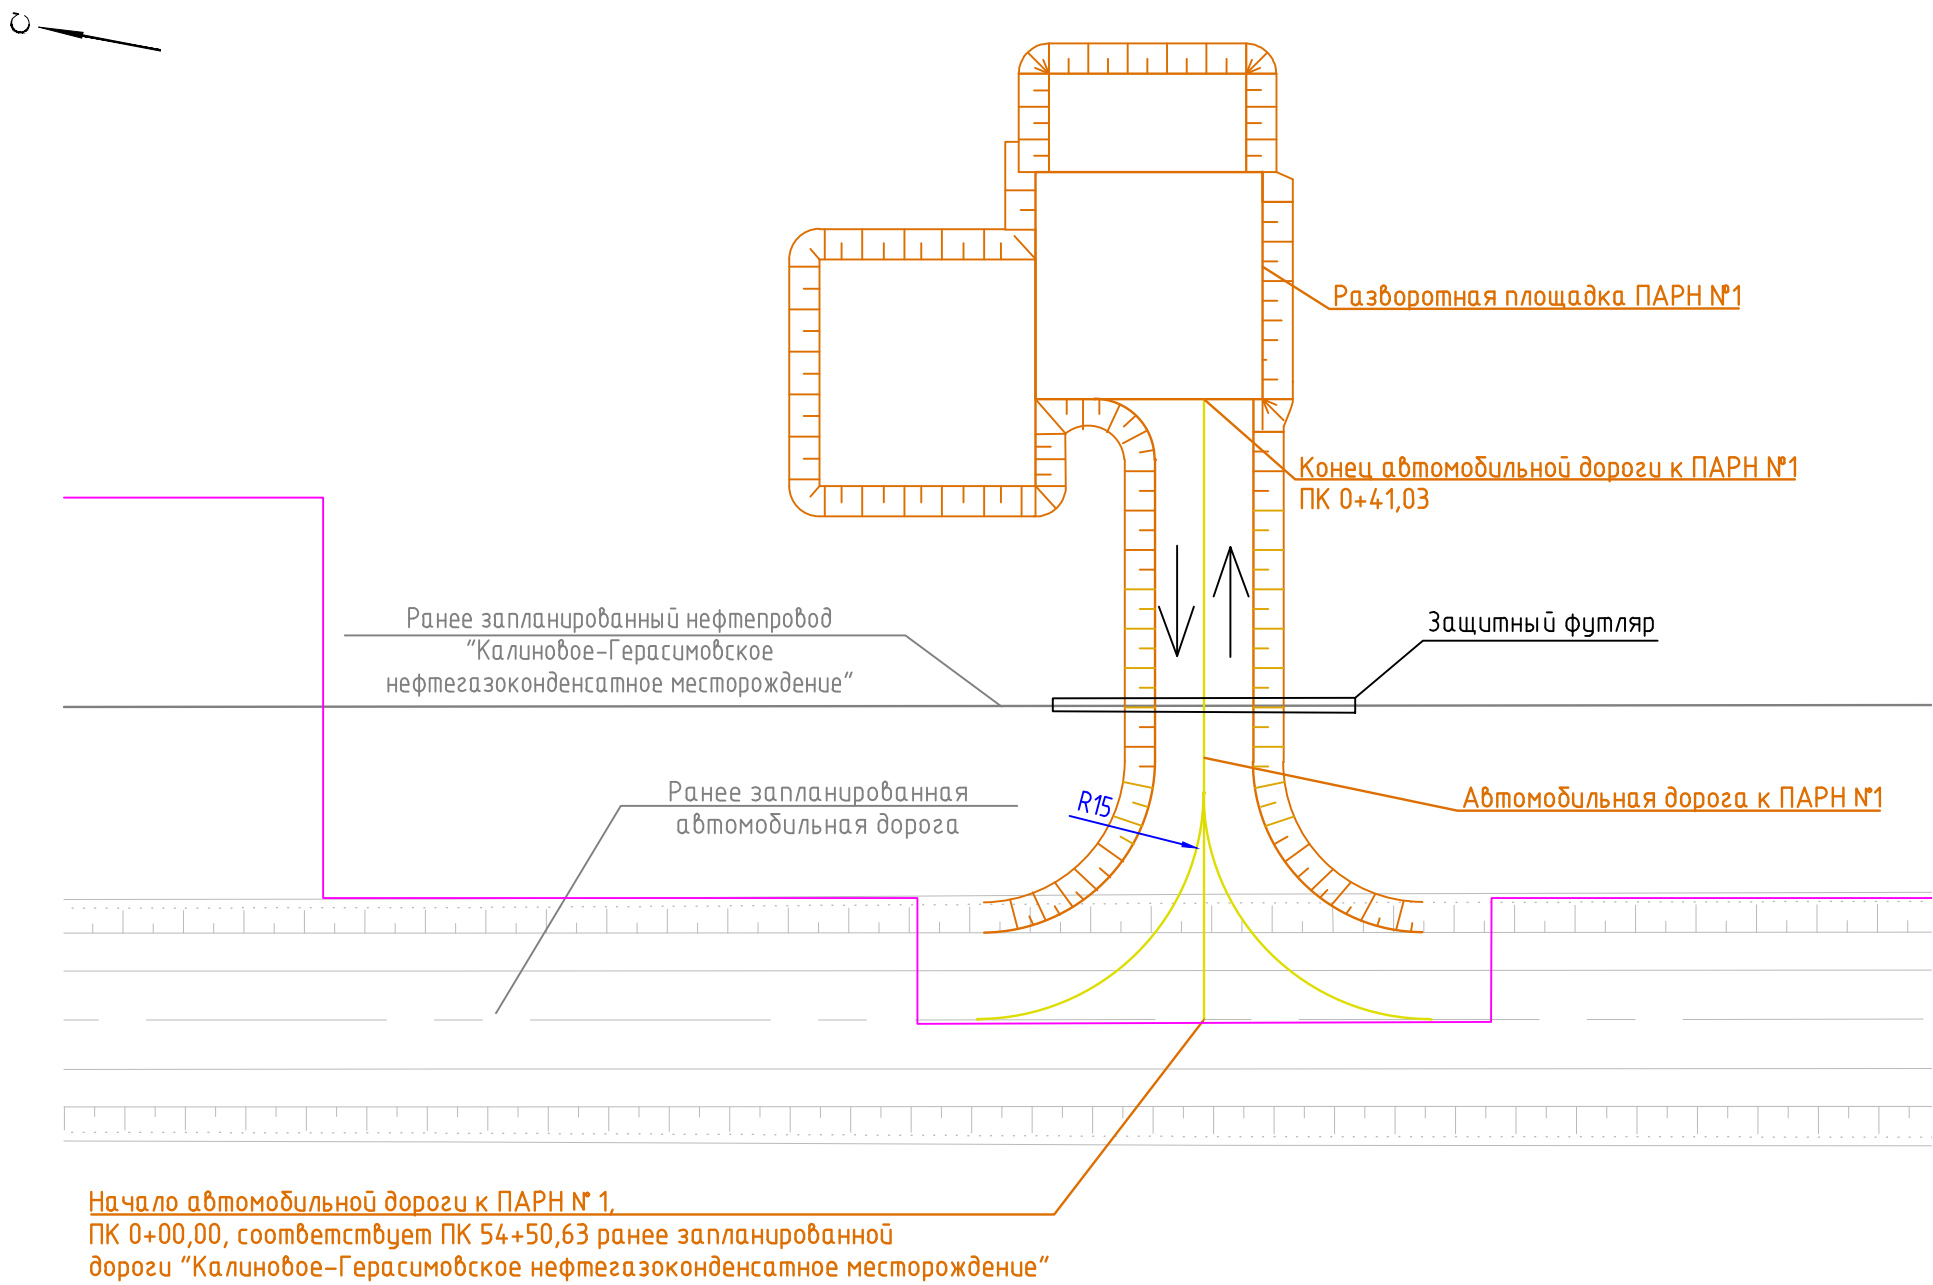 С
Разворотная площадка ПАРН №1
Конец автомобильной дороги к ПАРН №1
ПК 0+41,03
Ранее запланированный нефтепровод
"Калиновое-Герасимовское
нефтегазоконденсатное месторождение"
Защитный футляр
Ранее запланированная
автомобильная дорога
R15
Автомобильная дорога к ПАРН №1
Начало автомобильной дороги к ПАРН № 1,
ПК 0+00,00, соответствует ПК 54+50,63 ранее запланированной
дороги "Калиновое-Герасимовское нефтегазоконденсатное месторождение"